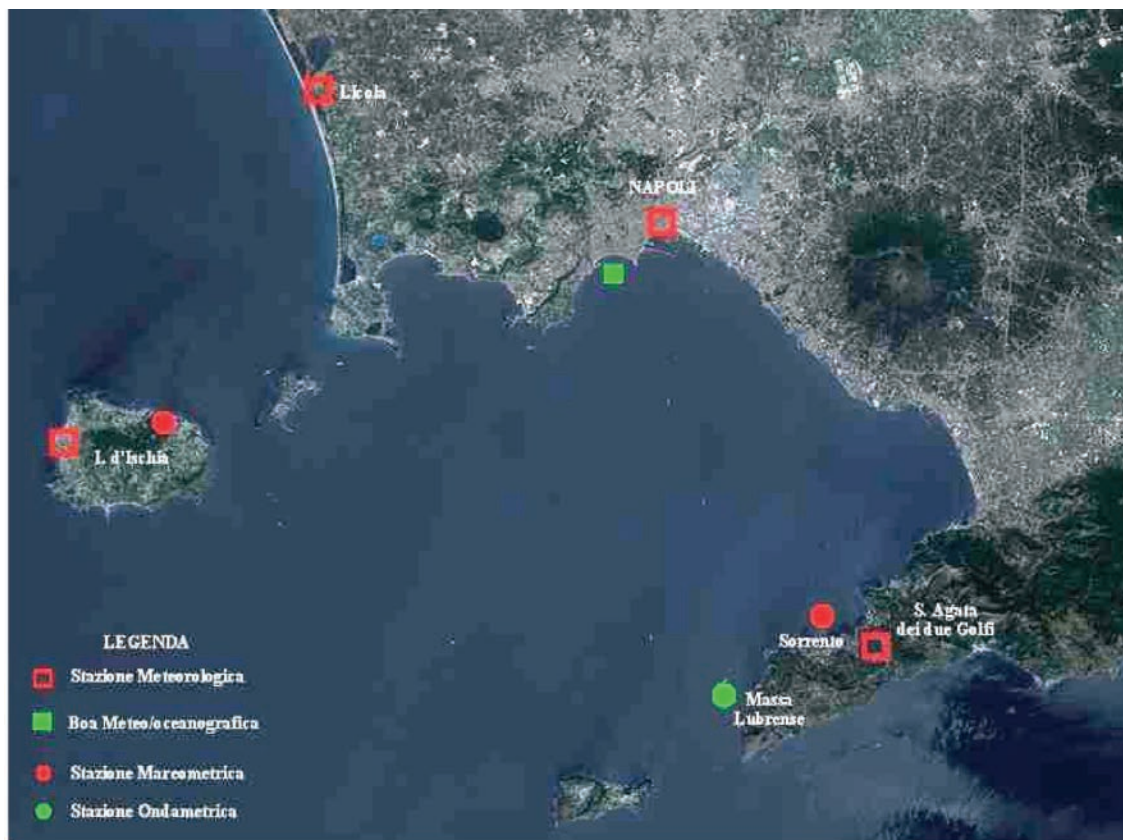 Licola
NAPOLI
I. d'Ischia
S. Agata
dei due Golfi
Sorrento
Massa
Lubrense
LEGENDA
Stazione Meteorologica
Boa Meteo/oceanografica
Stazione Mareometrica
Stazione Ondametrica